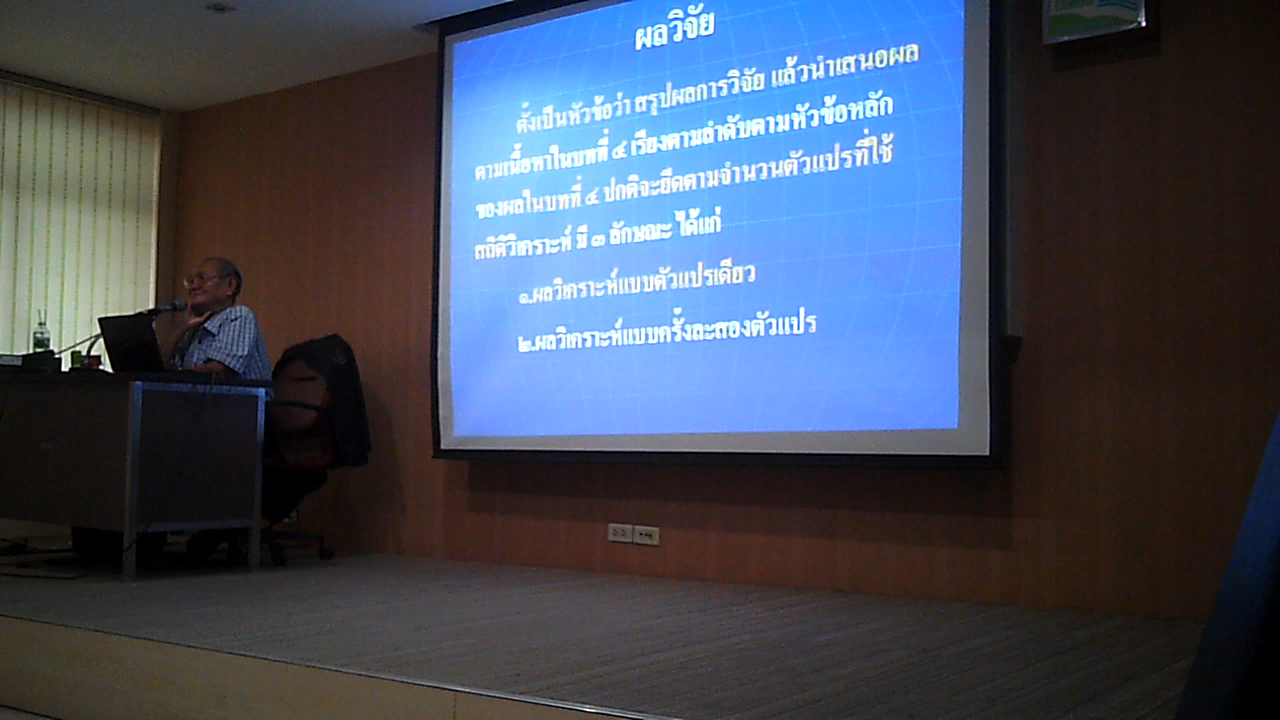 ผลวิจัย
ตั้งเป็นหัวข้อว่า สรุปผลการวิจัย แล้วนำเสนอผล
ตามเนื้อหาในบทที่ ๔ เรียงตามลำดับตามหัวข้อหลัก
ของผลในบทที่ ๔ ปกติจะยึดตามจำนวนตัวแปรที่ใช้
สถิติวิเคราะห์ มี ๓ ลักษณะ ได้แก่
๑.ผลวิเคราะห์แบบตัวแปรเดียว
๒.ผลวิเคราะห์แบบครั้งละสองตัวแปร